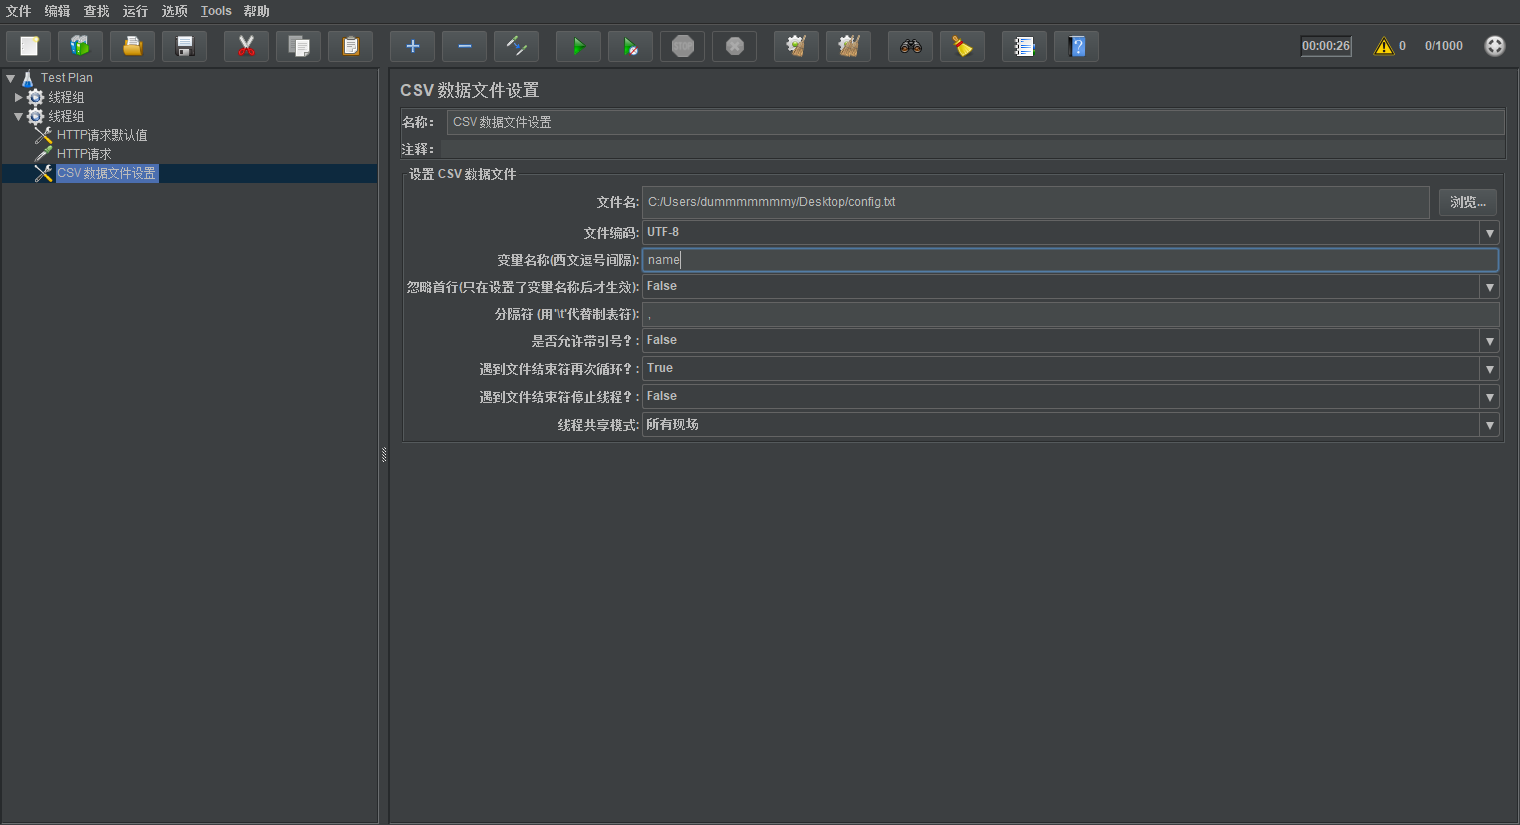 文件 编辑 查找 运行 选项 Tools 帮助
STOP
00:00:26 0 0/1000
Test Plan
线程组
线程组
HTTP请求默认值
HTTP请求
CSV 数据文件设置
CSV 数据文件设置
名称： CSV 数据文件设置
注释：
设置 CSV 数据文件
文件名: C:/Users/dummmmmmmy/Desktop/config.txt 浏览...
文件编码: UTF-8
变量名称(西文逗号间隔): name
忽略首行(只在设置了变量名称后才生效): False
分隔符 (用'\t'代替制表符): ,
是否允许带引号？: False
遇到文件结束符再次循环？: True
遇到文件结束符停止线程？: False
线程共享模式: 所有现场